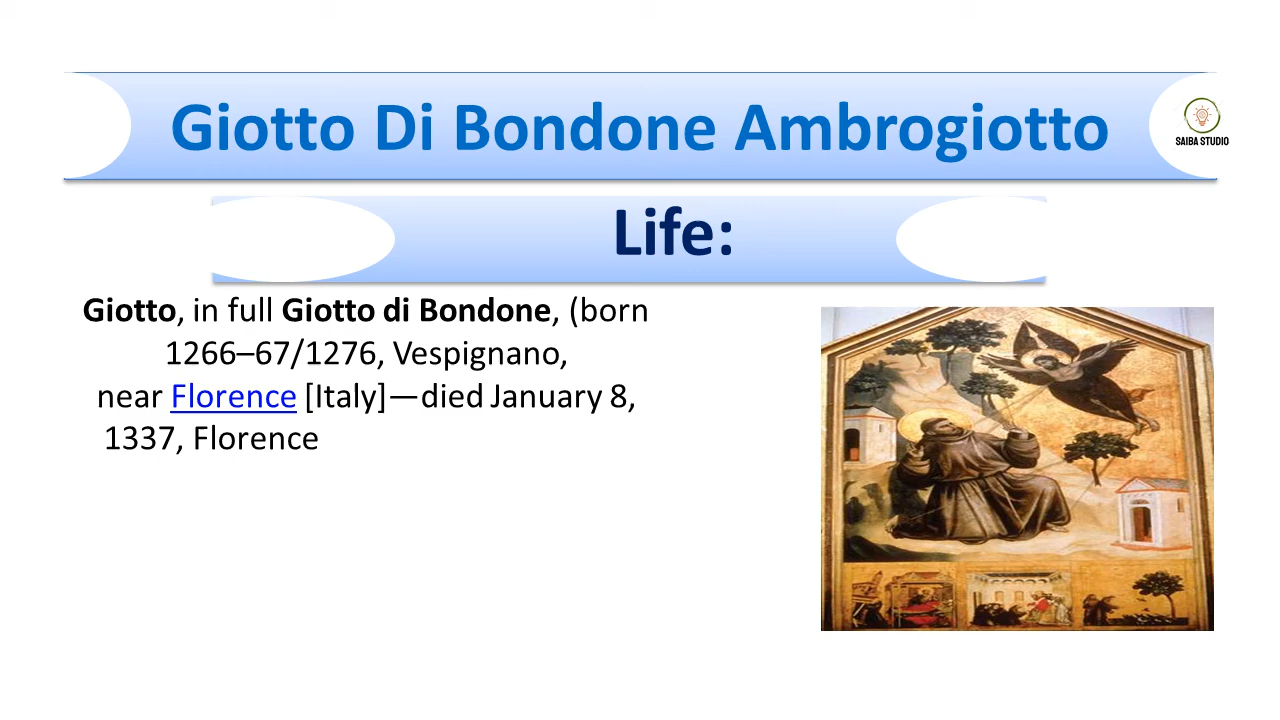 Giotto Di Bondone Ambrogiotto
SAIBA STUDIO
Life:
Giotto, in full Giotto di Bondone, (born
1266–67/1276, Vespignano,
near Florence [Italy]—died January 8,
1337, Florence